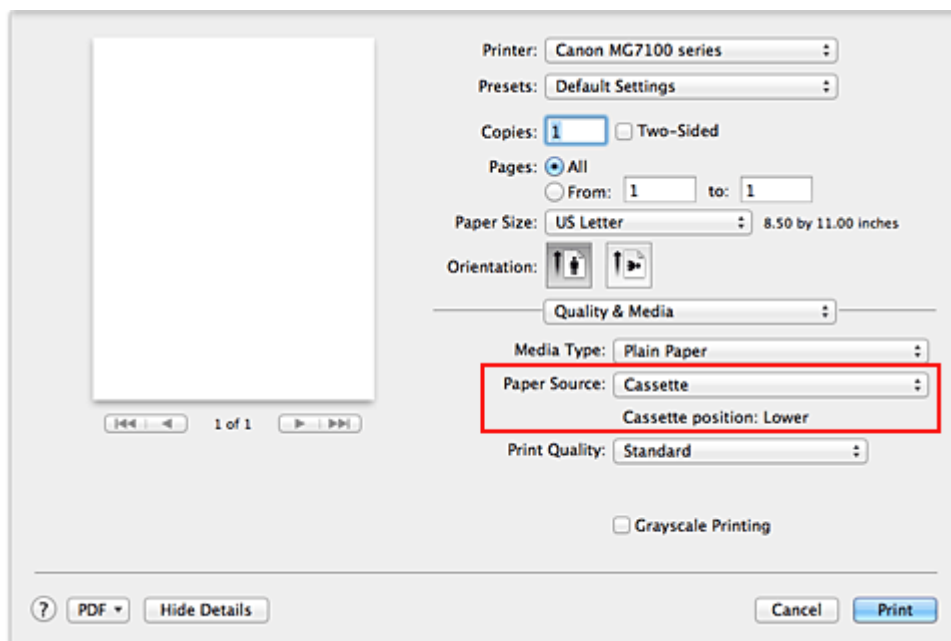 Printer: Canon MG7100 series
Presets: Default Settings
Copies: 1 Two-Sided
Pages: All
From: 1 to: 1
Paper Size: US Letter 8.50 by 11.00 inches
Orientation:
Quality & Media
Media Type: Plain Paper
Paper Source: Cassette
Cassette position: Lower
1 of 1
Print Quality: Standard
Grayscale Printing
? PDF Hide Details Cancel Print